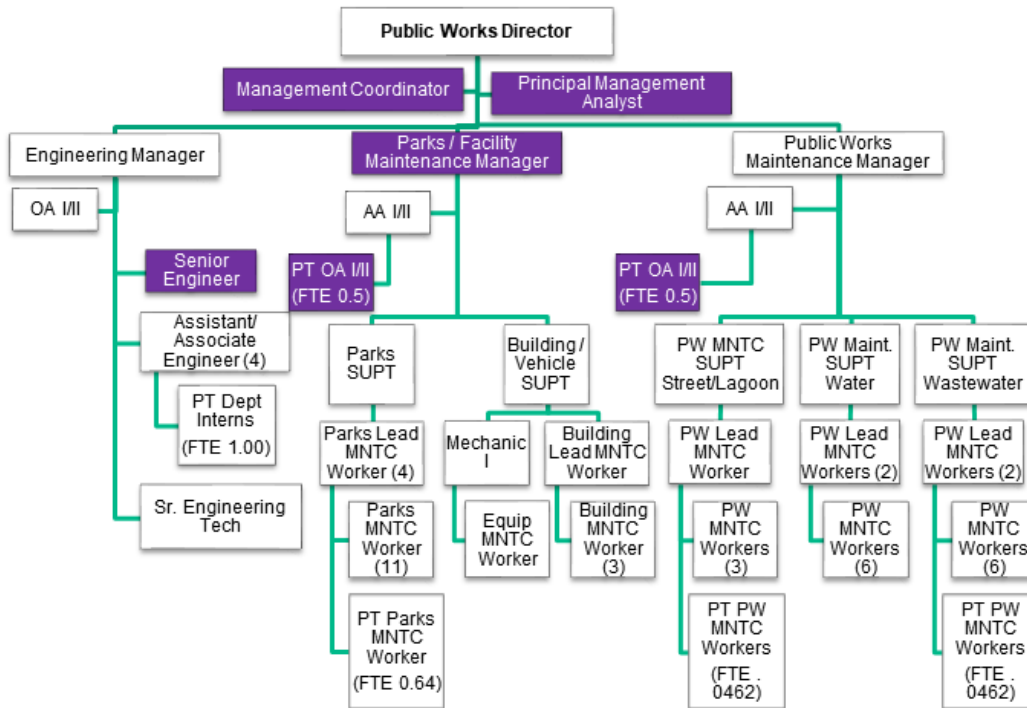 Public Works Director
Management Coordinator
Principal Management
Analyst
Engineering Manager
Parks / Facility
Maintenance Manager
Public Works
Maintenance Manager
OA I/II
AA I/II
AA I/II
Senior
Engineer
PT OA I/II
(FTE 0.5)
PT OA I/II
(FTE 0.5)
Assistant/
Associate
Engineer (4)
Parks
SUPT
Building /
Vehicle
SUPT
PW MNTC
SUPT
Street/Lagoon
PW Maint.
SUPT
Water
PW Maint.
SUPT
Wastewater
PT Dept
Interns
(FTE 1.00)
Parks Lead
MNTC
Worker (4)
Mechanic
I
Building
Lead MNTC
Worker
PW Lead
MNTC
Worker
PW Lead
MNTC
Workers (2)
PW Lead
MNTC
Workers (2)
Sr. Engineering
Tech
Parks
MNTC
Worker
(11)
Equip
MNTC
Worker
Building
MNTC
Worker
(3)
PW
MNTC
Workers
(3)
PW
MNTC
Workers
(6)
PW
MNTC
Workers
(6)
PT Parks
MNTC
Worker
(FTE 0.64)
PT PW
MNTC
Workers
(FTE .
0462)
PT PW
MNTC
Workers
(FTE .
0462)